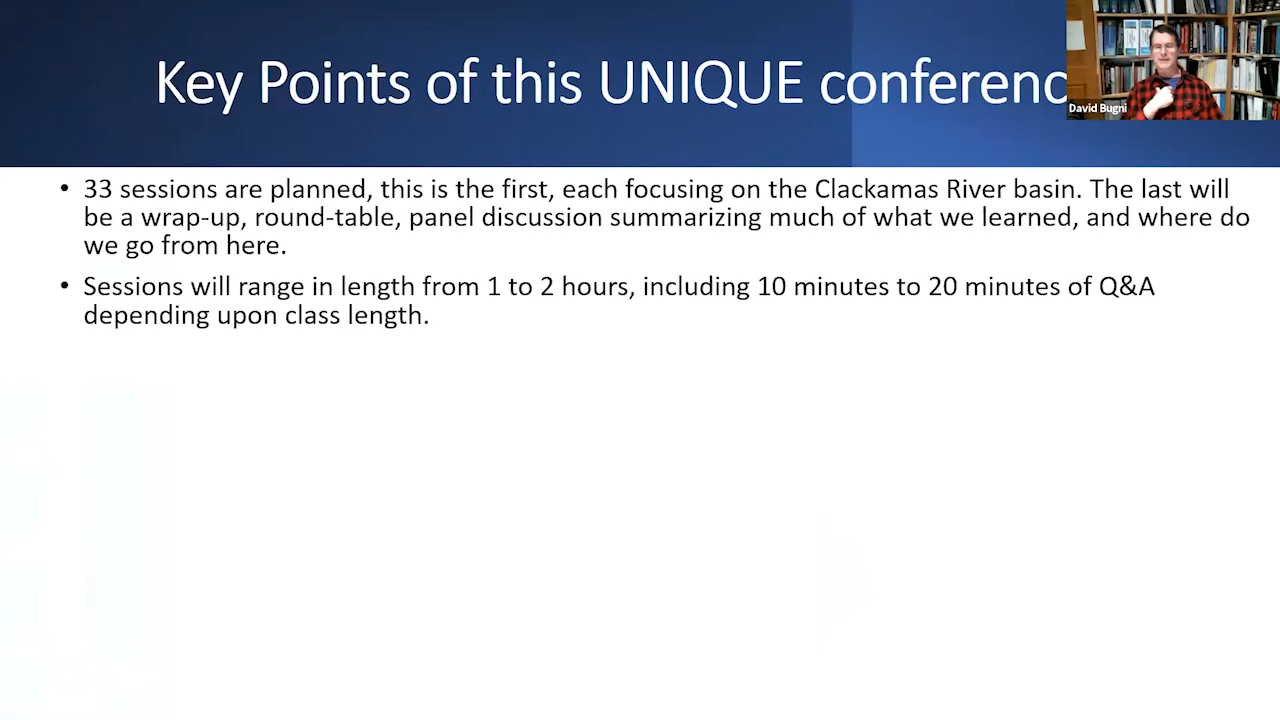 Key Points of this UNIQUE conferenc
David Bugni
• 33 sessions are planned, this is the first, each focusing on the Clackamas River basin. The last will
be a wrap-up, round-table, panel discussion summarizing much of what we learned, and where do
we go from here.
• Sessions will range in length from 1 to 2 hours, including 10 minutes to 20 minutes of Q&A
depending upon class length.